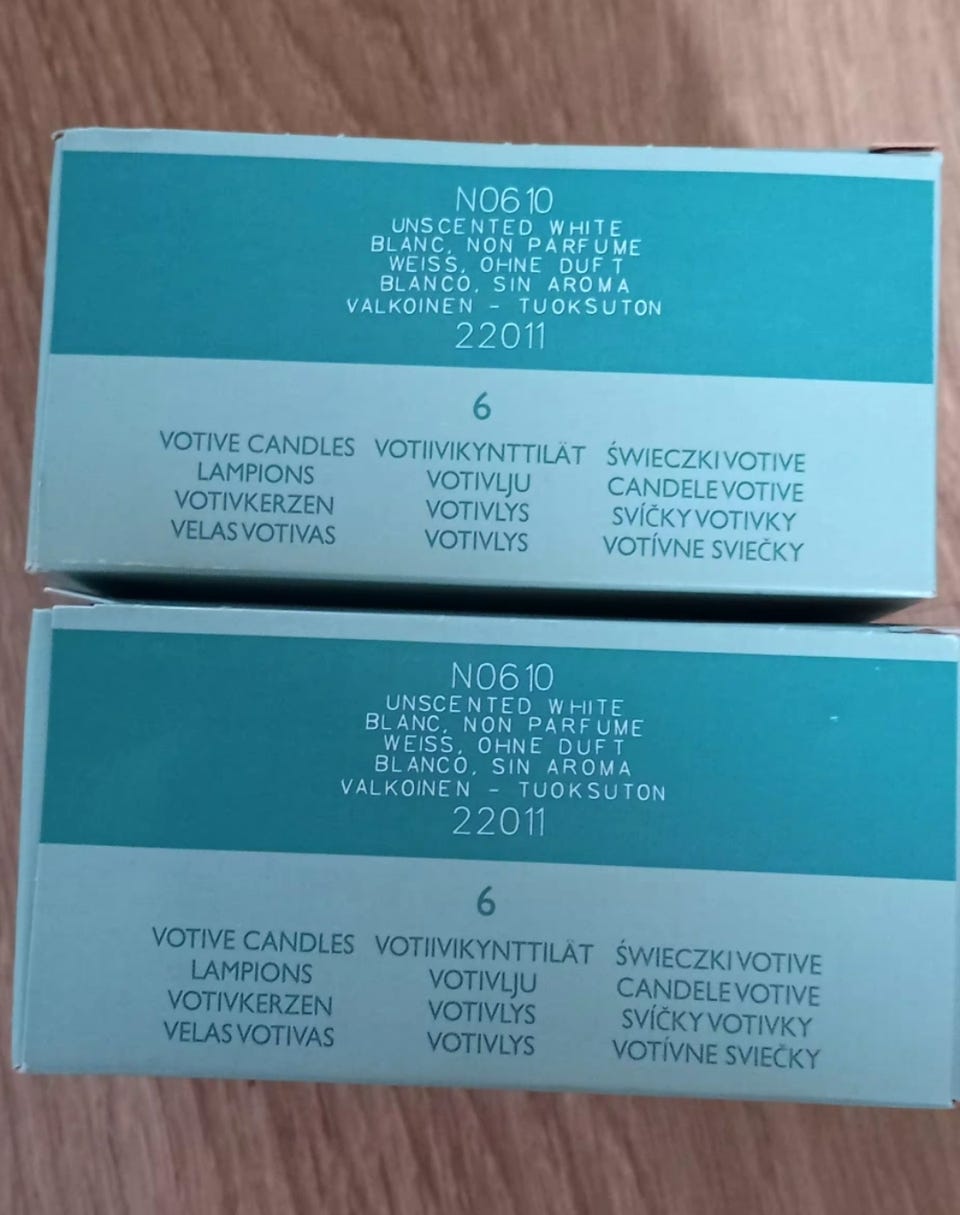 N0610
UNSCENTED WHITE
BLANC, NON PARFUME
WEISS, OHNE DUFT
BLANCO, SIN AROMA
VALKOINEN - TUOKSUTON
22011
6
VOTIVE CANDLES
LAMPIONS
VOTIVKERZEN
VELAS VOTIVAS
VOTIIVIKYNTTILÄT
VOTIVLJU
VOTIVLYS
VOTIVLYS
ŚWIECZKI VOTIVE
CANDELE VOTIVE
SVÍČKY VOTIVKY
VOTÍVNE SVIEČKY
N0610
UNSCENTED WHITE
BLANC, NON PARFUME
WEISS, OHNE DUFT
BLANCO, SIN AROMA
VALKOINEN - TUOKSUTON
22011
6
VOTIVE CANDLES
LAMPIONS
VOTIVKERZEN
VELAS VOTIVAS
VOTIIVIKYNTTILÄT
VOTIVLJU
VOTIVLYS
VOTIVLYS
ŚWIECZKI VOTIVE
CANDELE VOTIVE
SVÍČKY VOTIVKY
VOTÍVNE SVIEČKY